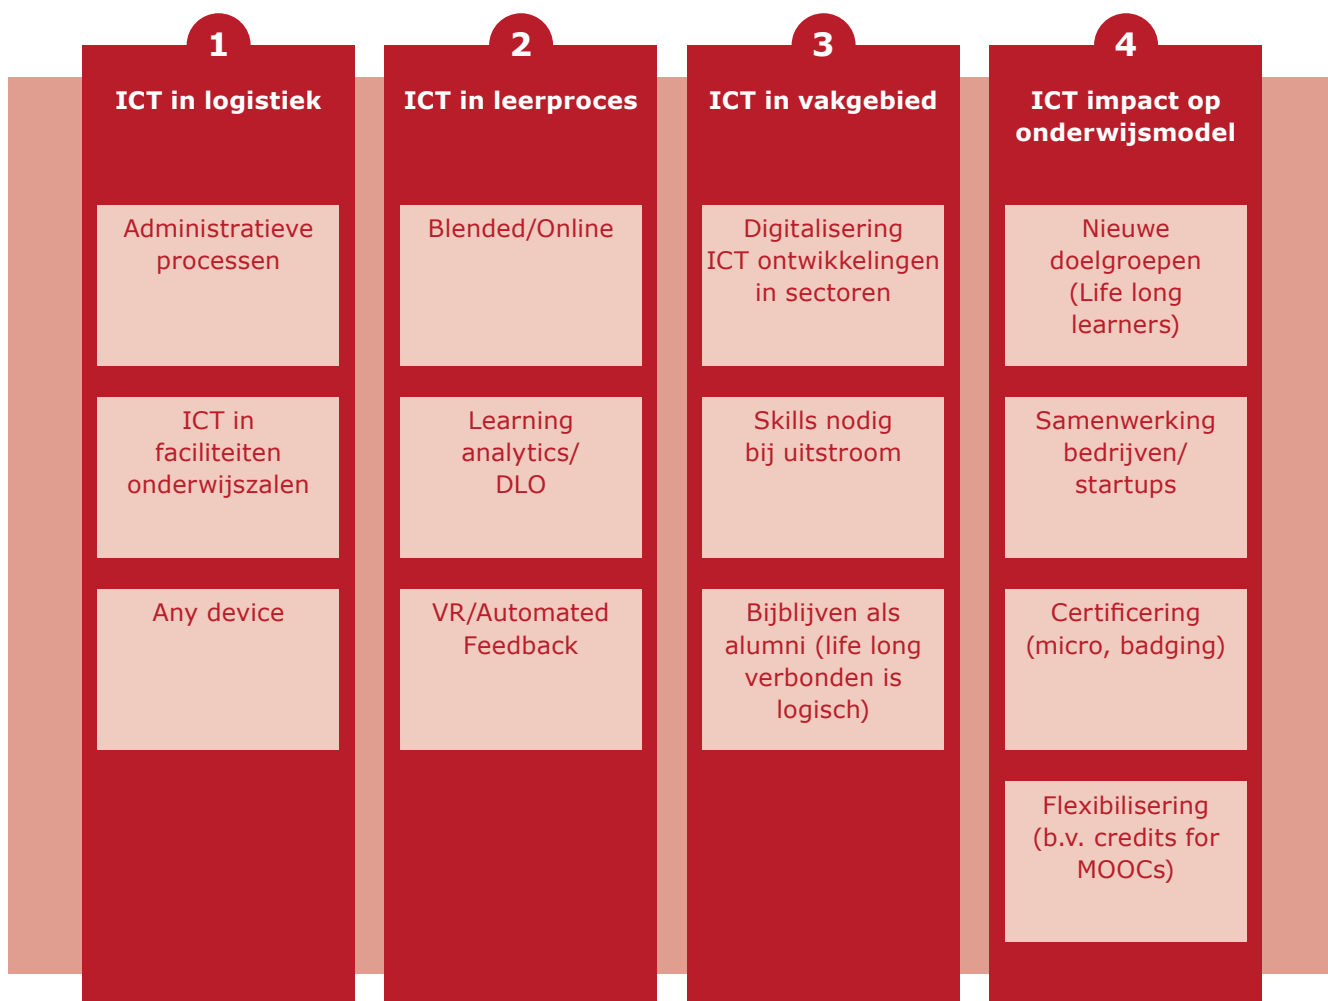 1
ICT in logistiek
Administratieve
processen
ICT in
faciliteiten
onderwijszalen
Any device
2
ICT in leerproces
Blended/Online
Learning
analytics/
DLO
VR/Automated
Feedback
3
ICT in vakgebied
Digitalisering
ICT ontwikkelingen
in sectoren
Skills nodig
bij uitstroom
Bijblijven als
alumni (life long
verbonden is
logisch)
4
ICT impact op
onderwijsmodel
Nieuwe
doelgroepen
(Life long
learners)
Samenwerking
bedrijven/
startups
Certificering
(micro, badging)
Flexibilisering
(b.v. credits for
MOOCs)